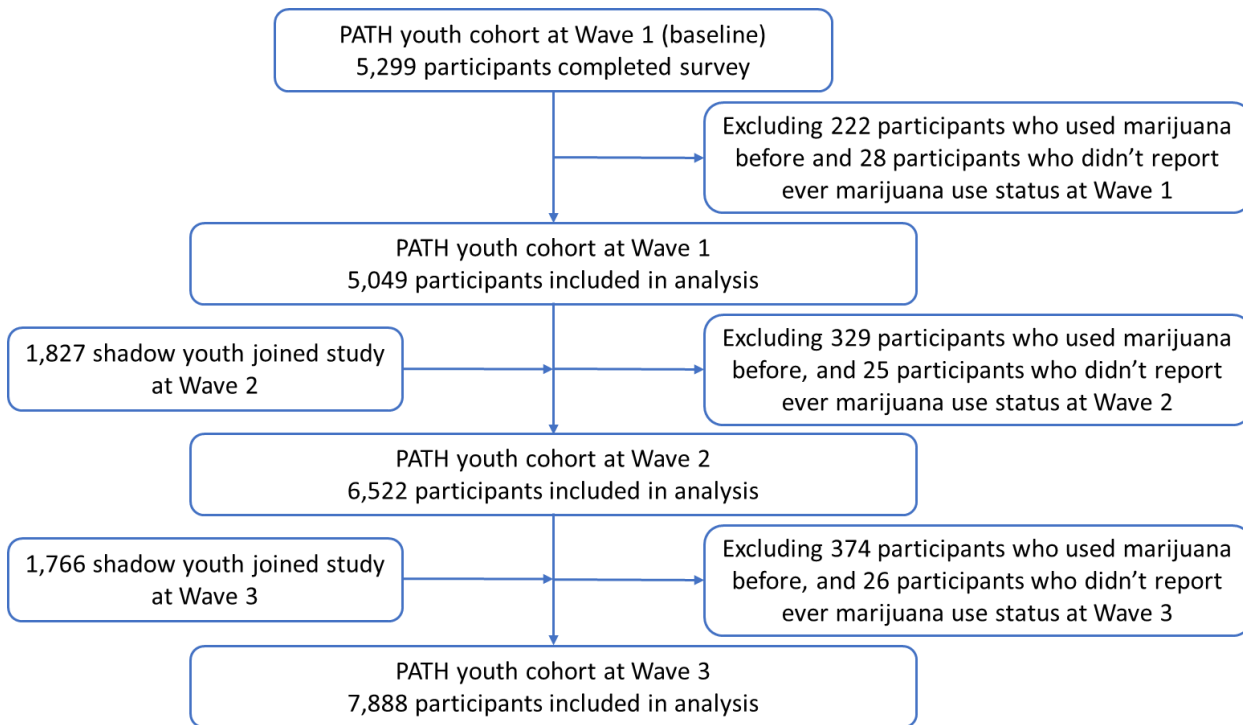 PATH youth cohort at Wave 1 (baseline)
5,299 participants completed survey
Excluding 222 participants who used marijuana
before and 28 participants who didn’t report
ever marijuana use status at Wave 1
PATH youth cohort at Wave 1
5,049 participants included in analysis
1,827 shadow youth joined study
at Wave 2
Excluding 329 participants who used marijuana
before, and 25 participants who didn’t report
ever marijuana use status at Wave 2
PATH youth cohort at Wave 2
6,522 participants included in analysis
1,766 shadow youth joined study
at Wave 3
Excluding 374 participants who used marijuana
before, and 26 participants who didn’t report
ever marijuana use status at Wave 3
PATH youth cohort at Wave 3
7,888 participants included in analysis